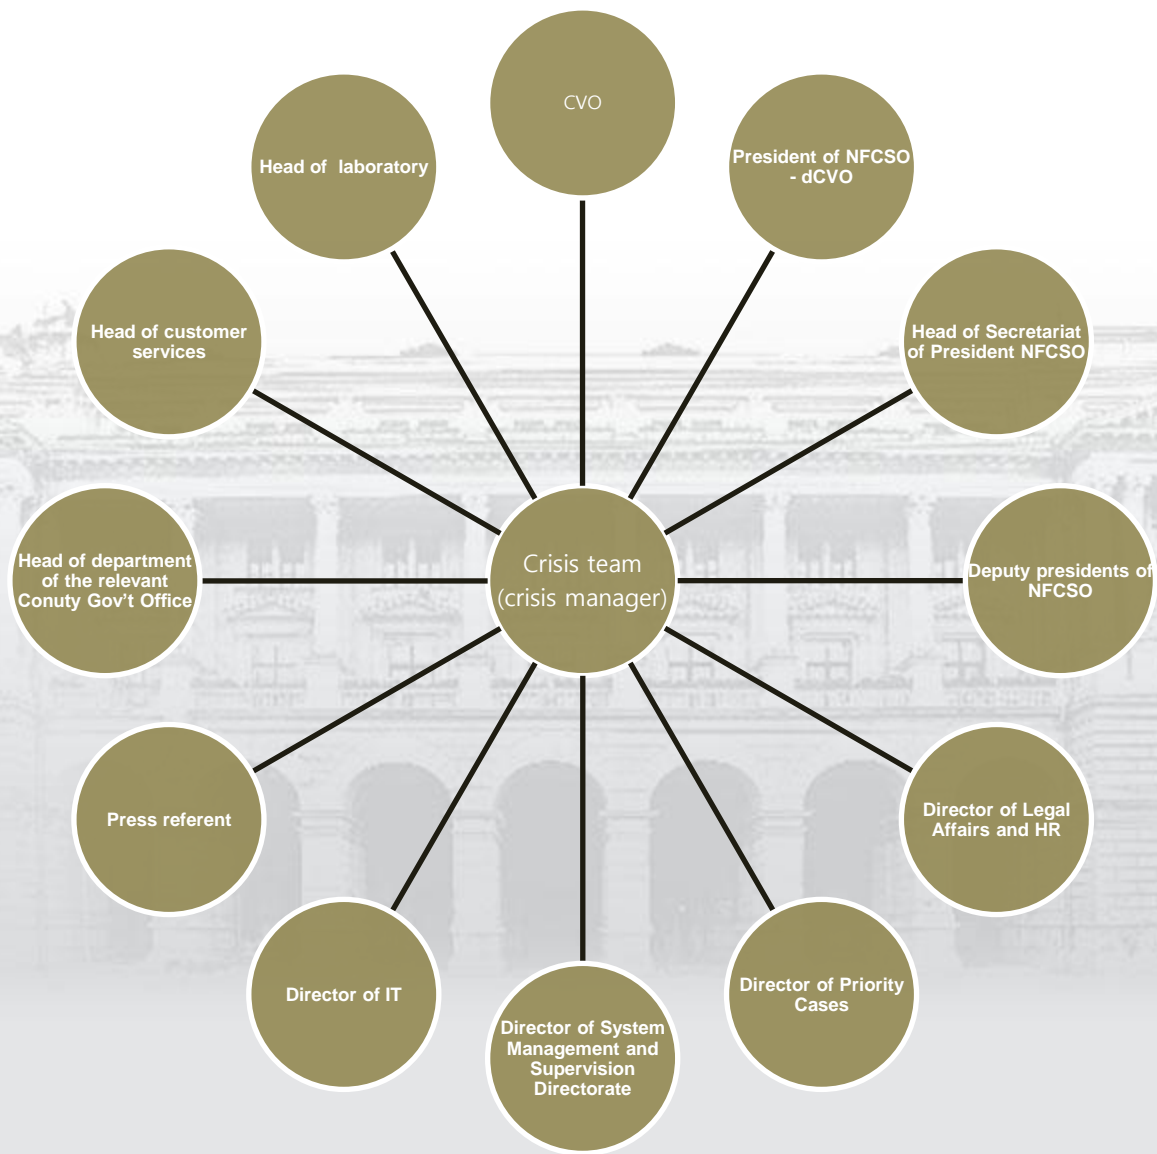 CVO
President of NFCSO
- dCVO
Head of Secretariat
of President NFCSO
Deputy presidents of
NFCSO
Director of Legal
Affairs and HR
Director of Priority
Cases
Director of System
Management and
Supervision
Directorate
Director of IT
Press referent
Head of department
of the relevant
Conuty Gov't Office
Head of customer
services
Head of laboratory
Crisis team
(crisis manager)